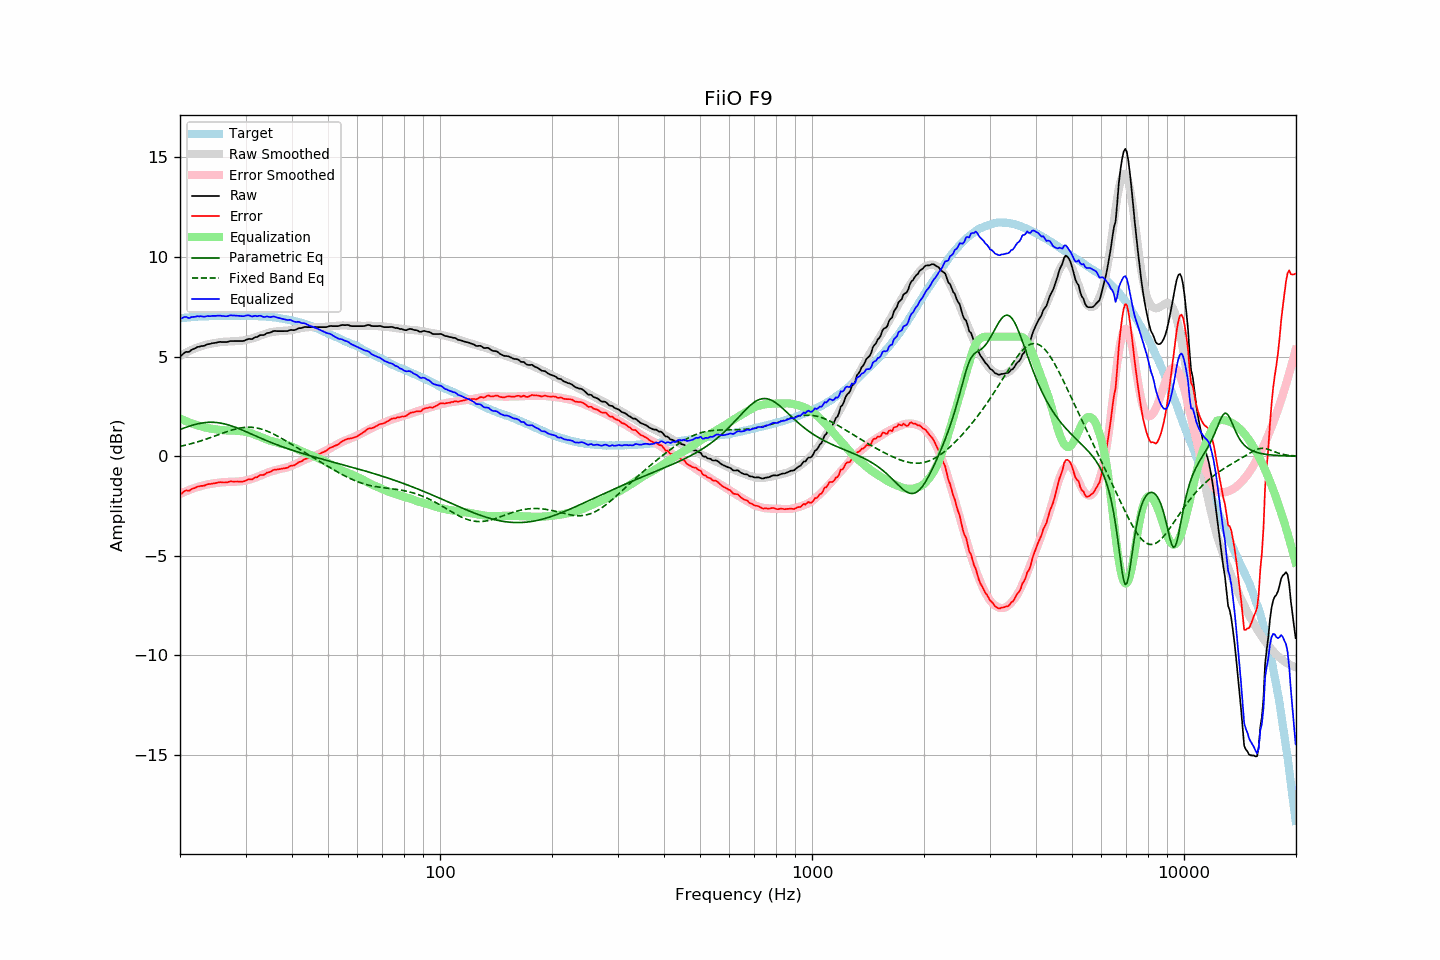 FiiO F9
Target
Raw Smoothed
Error Smoothed
Raw
Error
Equalization
Parametric Eq
Fixed Band Eq
Equalized
15
10
5
0
−5
−10
−15
Amplitude (dBr)
100
1000
10000
Frequency (Hz)